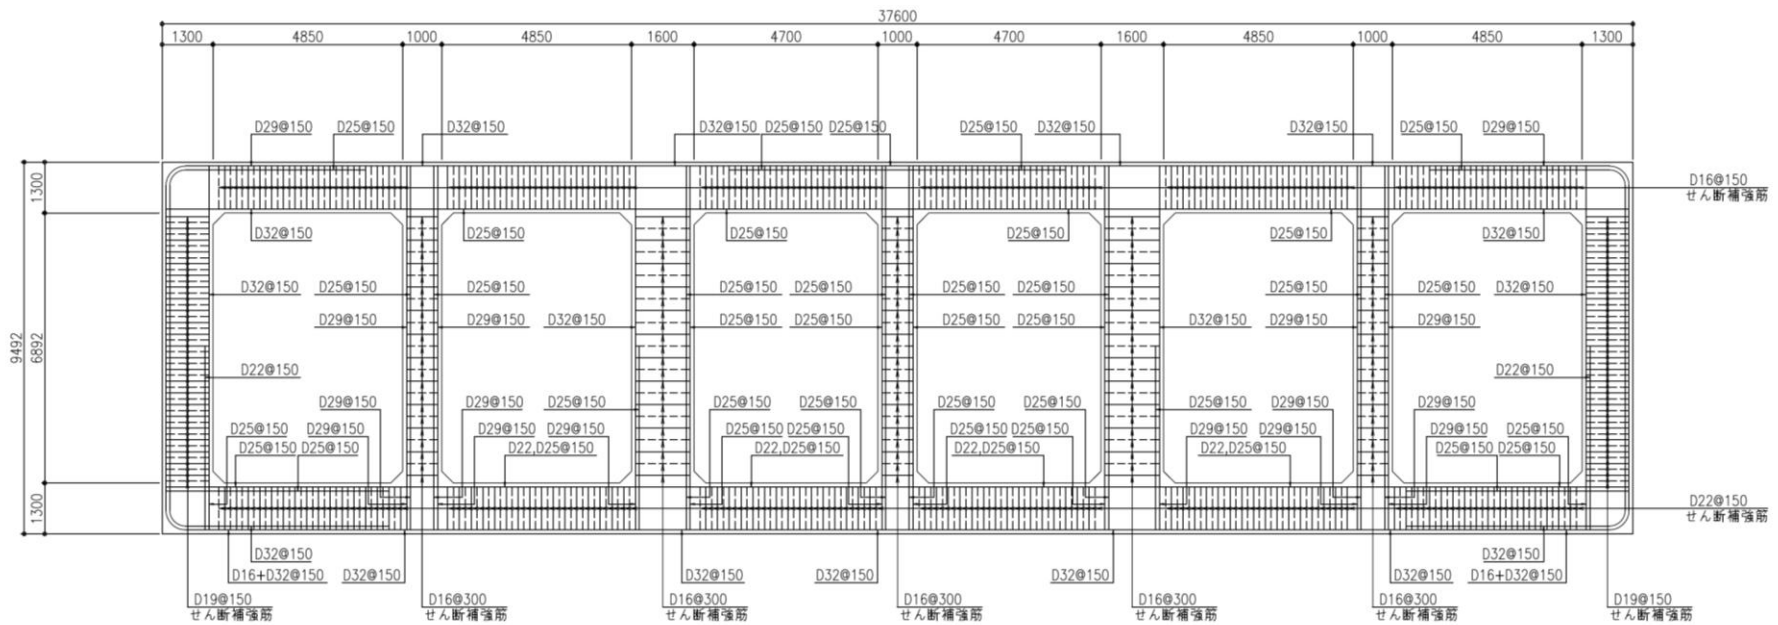 37600
1300 4850 1000 4850 1600 4700 1000 4700 1600 4850 1000 4850 1300
D29@150 D25@150 D32@150 D32@150 D25@150 D25@150 D25@150 D32@150 D32@150 D25@150 D29@150
1300
D16@150
せん断補強筋
D32@150 D25@150 D25@150 D25@150 D25@150 D32@150
D32@150 D25@150 D25@150 D25@150 D25@150 D25@150 D25@150 D25@150 D25@150 D32@150
D29@150 D29@150 D32@150 D25@150 D25@150 D25@150 D25@150 D32@150 D29@150 D29@150
9492 6892
D22@150 D22@150
D29@150 D29@150 D25@150 D25@150 D25@150 D25@150 D25@150 D25@150 D29@150 D29@150
D25@150 D29@150 D29@150 D29@150 D25@150 D25@150 D25@150 D25@150 D29@150 D29@150 D29@150 D25@150
D25@150 D25@150 D22,D25@150 D22,D25@150 D22,D25@150 D22,D25@150 D25@150 D25@150
1300
D22@150
せん断補強筋
D32@150 D32@150
D16+D32@150 D32@150 D32@150 D32@150 D32@150 D32@150 D16+D32@150
D19@150 D16@300 D16@300 D16@300 D16@300 D16@300 D19@150
せん断補強筋 せん断補強筋 せん断補強筋 せん断補強筋 せん断補強筋 せん断補強筋 せん断補強筋